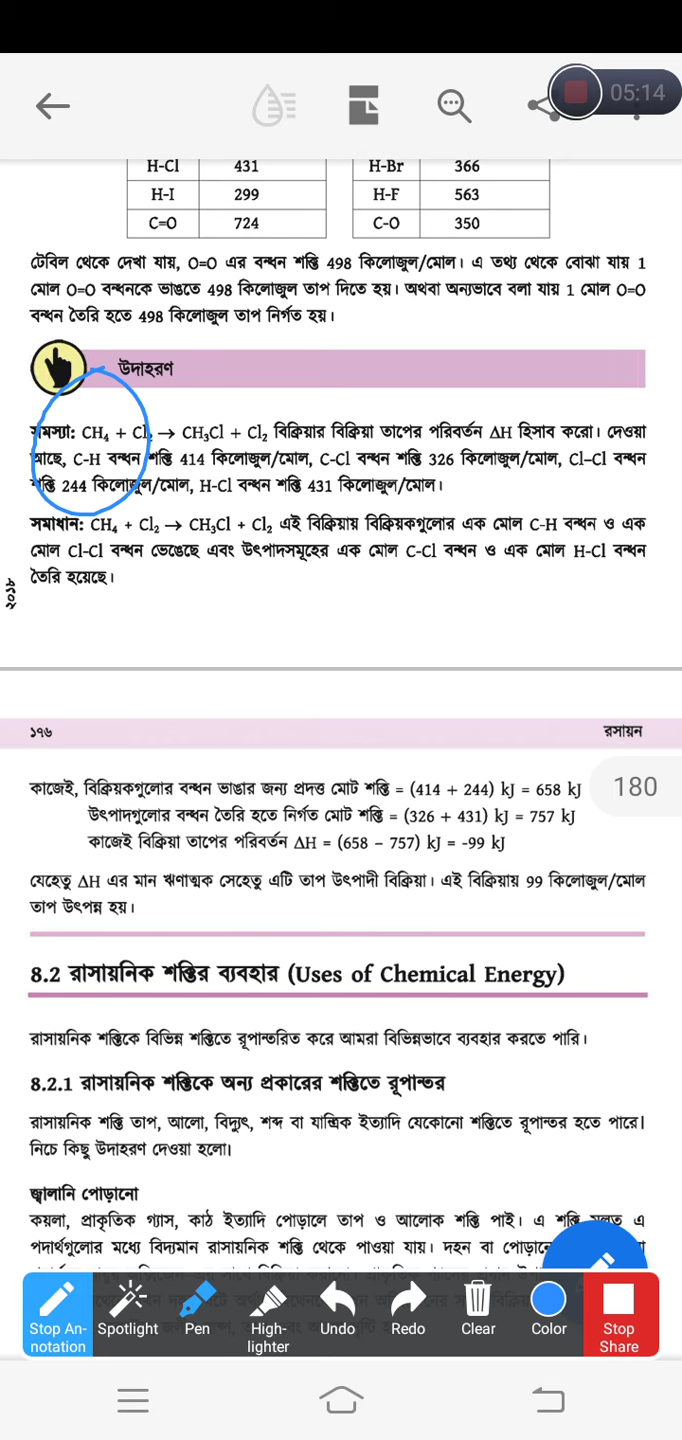 05:14
H-Cl 431 H-Br 366
H-I 299 H-F 563
C=O 724 C-O 350
টেবিল থেকে দেখা যায়, O=O এর বন্ধন শক্তি 498 কিলোজুল/মোল। এ তথ্য থেকে বোঝা যায় 1
মোল O=O বন্ধনকে ভাঙতে 498 কিলোজুল তাপ দিতে হয়। অথবা অন্যভাবে বলা যায় 1 মোল O=O
বন্ধন তৈরি হতে 498 কিলোজুল তাপ নির্গত হয়।
উদাহরণ
সমস্যা: CH₄ + Cl₂ → CH₃Cl + Cl₂ বিক্রিয়ার বিক্রিয়া তাপের পরিবর্তন ΔH হিসাব করো। দেওয়া
আছে, C-H বন্ধন শক্তি 414 কিলোজুল/মোল, C-Cl বন্ধন শক্তি 326 কিলোজুল/মোল, Cl–Cl বন্ধন
শক্তি 244 কিলোজুল/মোল, H-Cl বন্ধন শক্তি 431 কিলোজুল/মোল।
সমাধান: CH₄ + Cl₂ → CH₃Cl + Cl₂ এই বিক্রিয়ায় বিক্রিয়কগুলোর এক মোল C-H বন্ধন ও এক
মোল Cl-Cl বন্ধন ভেঙেছে এবং উৎপাদসমূহের এক মোল C-Cl বন্ধন ও এক মোল H-Cl বন্ধন
তৈরি হয়েছে।
২০১৮
১৭৬ রসায়ন
180
কাজেই, বিক্রিয়কগুলোর বন্ধন ভাঙার জন্য প্রদত্ত মোট শক্তি = (414 + 244) kJ = 658 kJ
উৎপাদগুলোর বন্ধন তৈরি হতে নির্গত মোট শক্তি = (326 + 431) kJ = 757 kJ
কাজেই বিক্রিয়া তাপের পরিবর্তন ΔH = (658 – 757) kJ = -99 kJ
যেহেতু ΔH এর মান ঋণাত্মক সেহেতু এটি তাপ উৎপাদী বিক্রিয়া। এই বিক্রিয়ায় 99 কিলোজুল/মোল
তাপ উৎপন্ন হয়।
8.2 রাসায়নিক শক্তির ব্যবহার (Uses of Chemical Energy)
রাসায়নিক শক্তিকে বিভিন্ন শক্তিতে রূপান্তরিত করে আমরা বিভিন্নভাবে ব্যবহার করতে পারি।
8.2.1 রাসায়নিক শক্তিকে অন্য প্রকারের শক্তিতে রূপান্তর
রাসায়নিক শক্তি তাপ, আলো, বিদ্যুৎ, শব্দ বা যান্ত্রিক ইত্যাদি যেকোনো শক্তিতে রূপান্তর হতে পারে।
নিচে কিছু উদাহরণ দেওয়া হলো।
জ্বালানি পোড়ানো
কয়লা, প্রাকৃতিক গ্যাস, কাঠ ইত্যাদি পোড়ালে তাপ ও আলোক শক্তি পাই। এ শক্তি মূলত এ
পদার্থগুলোর মধ্যে বিদ্যমান রাসায়নিক শক্তি থেকে পাওয়া যায়। দহন বা
Stop An-notation Spotlight Pen High-lighter Undo Redo Clear Color Stop Share